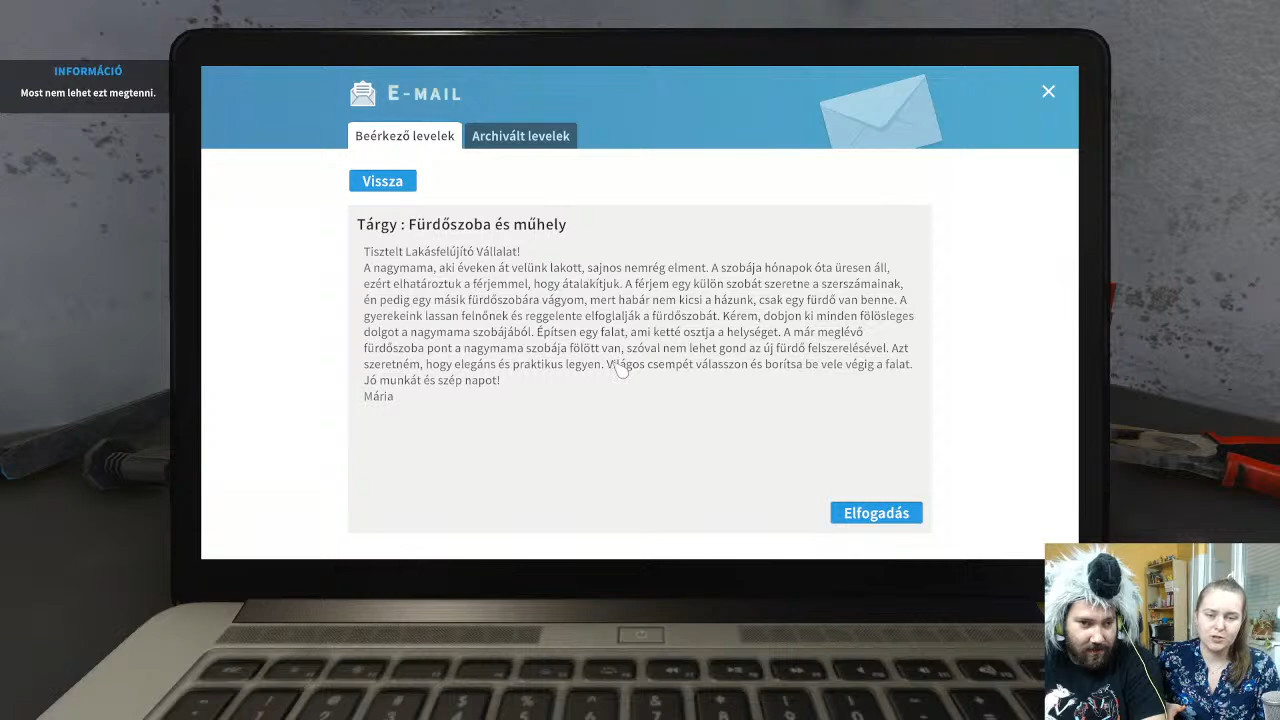 INFORMÁCIÓ
Most nem lehet ezt megtenni.
E-MAIL
Beérkező levelek
Archivált levelek
Vissza
Tárgy : Fürdőszoba és műhely
Tisztelt Lakásfelújító Vállalat!
A nagymama, aki éveken át velünk lakott, sajnos nemrég elment. A szobája hónapok óta üresen áll,
ezért elhatároztuk a férjemmel, hogy átalakítjuk. A férjem egy külön szobát szeretne a szerszámainak,
én pedig egy másik fürdőszobára vágyom, mert habár nem kicsi a házunk, csak egy fürdő van benne. A
gyerekeink lassan felnőnek és reggelente elfoglalják a fürdőszobát. Kérem, dobjon ki minden fölösleges
dolgot a nagymama szobájából. Építsen egy falat, ami ketté osztja a helységet. A már meglévő
fürdőszoba pont a nagymama szobája fölött van, szóval nem lehet gond az új fürdő felszerelésével. Azt
szeretném, hogy elegáns és praktikus legyen. Világos csempét válasszon és borítsa be vele végig a falat.
Jó munkát és szép napot!
Mária
Elfogadás